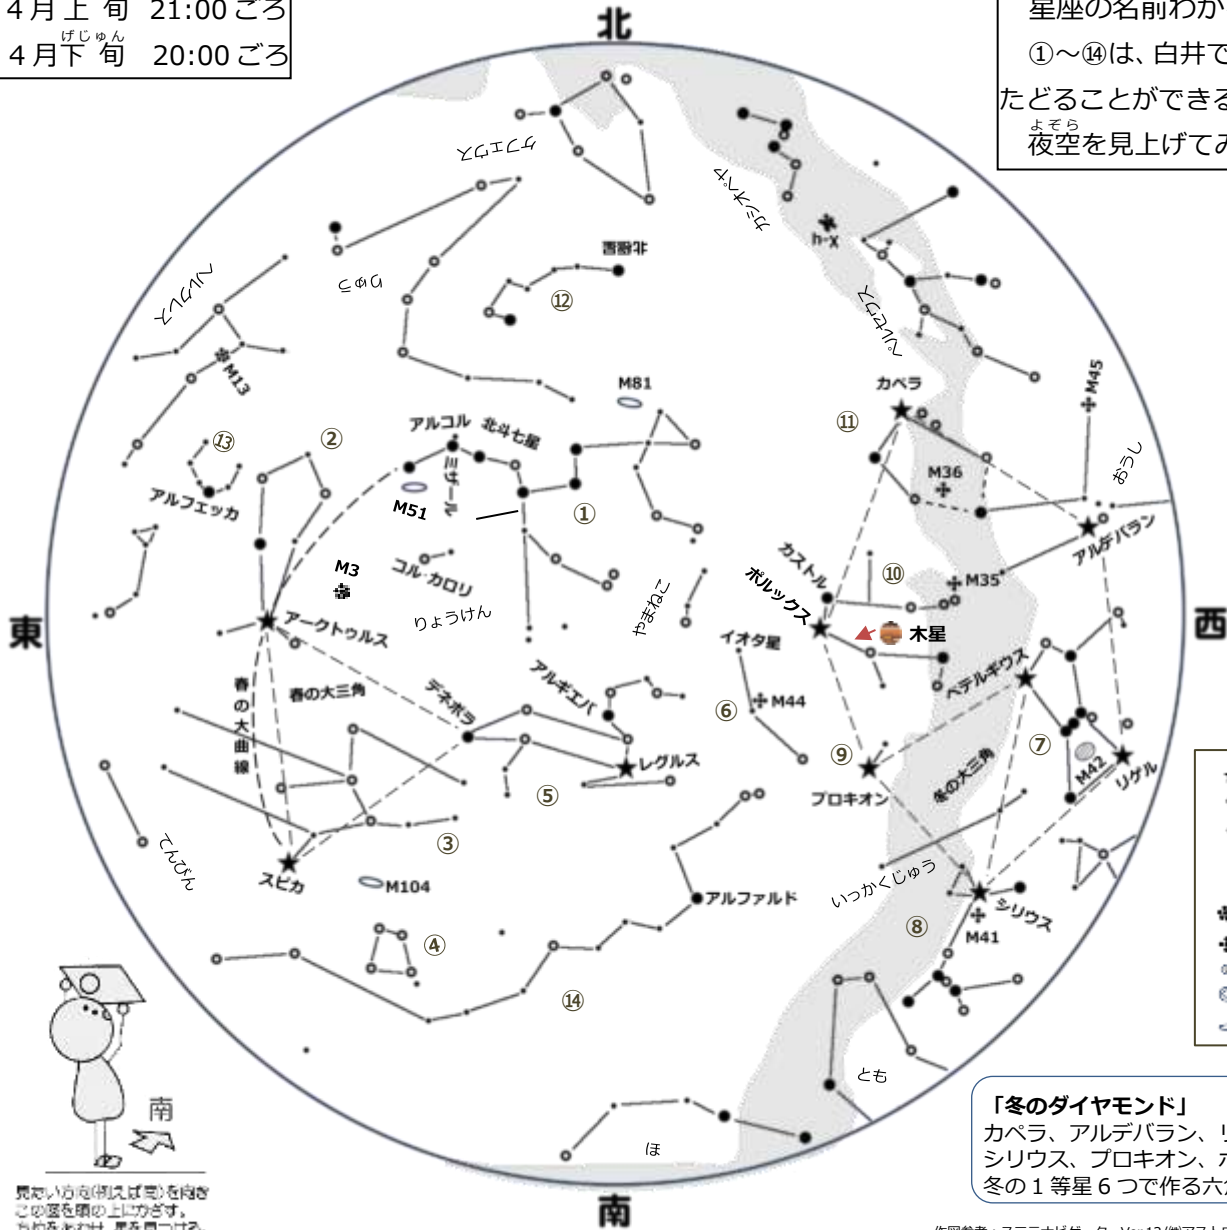 4月上旬 21:00ごろ
げじゅん
4月下旬 20:00ごろ
星座の名前わか
①～⑭は、白井で
たどることができる
よぞら
夜空を見上げてみ
北
ケフェウス
カシオペヤ
h-χ
北極星
りゅう
⑫
ヘルクレス
M13
ペルセウス
M81
カペラ
M45
⑪
アルコル 北斗七星
ミザール
⑬
②
アルフェッカ
M51
①
M36
おうし
アルデバラン
M3
コル・カロリ
りょうけん
やまねこ
カストル
ポルックス
⑩
M35
東
西
アークトゥルス
イオタ星
木星
春の大三角
春の大曲線
デネボラ
アルギエバ
⑥
M44
ベテルギウス
⑦
M42
リゲル
レグルス
⑨
プロキオン
冬の大三角
⑤
③
てんびん
スピカ
M104
アルファルド
いっかくじゅう
シリウス
M41
⑧
④
⑭
とも
ほ
南
南
見たい方向(例えば南)を向き
この図を頭の上にかざす。
「冬のダイヤモンド」
カペラ、アルデバラン、リ
シリウス、プロキオン、ポ
冬の1等星6つで作る六